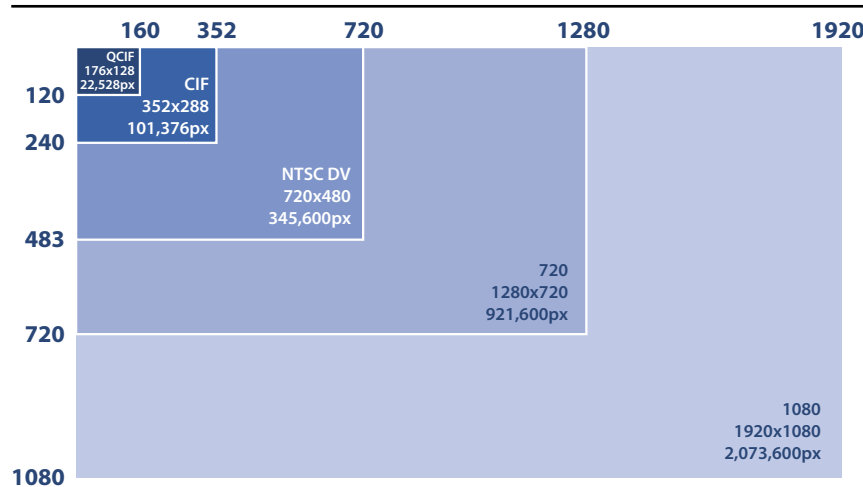 160 352 720 1280 1920
QCIF
176x128
22,528px
120
CIF
352x288
101,376px
240
NTSC DV
720x480
345,600px
483
720
1280x720
921,600px
720
1080
1920x1080
2,073,600px
1080